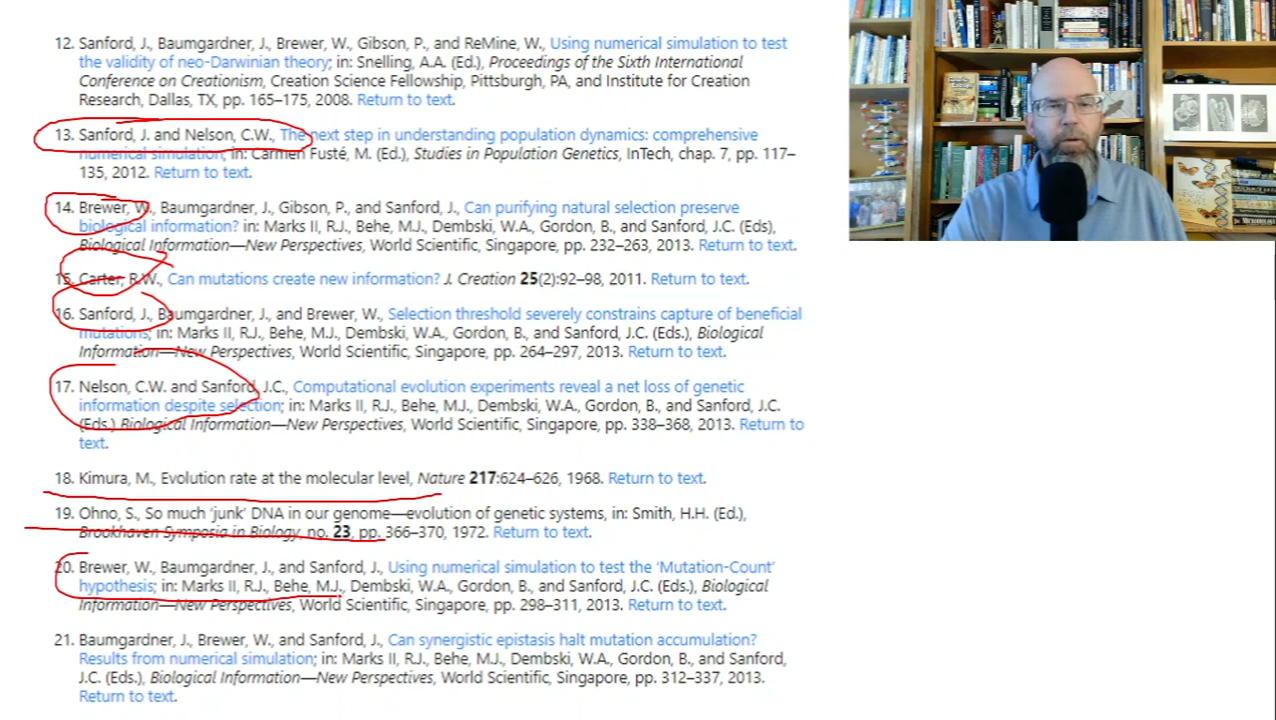 12. Sanford, J., Baumgardner, J., Brewer, W., Gibson, P., and ReMine, W., Using numerical simulation to test
the validity of neo-Darwinian theory; in: Snelling, A.A. (Ed.), Proceedings of the Sixth International
Conference on Creationism, Creation Science Fellowship, Pittsburgh, PA, and Institute for Creation
Research, Dallas, TX, pp. 165–175, 2008. Return to text.
13. Sanford, J. and Nelson, C.W., The next step in understanding population dynamics: comprehensive
numerical simulation, in: Carmen Fusté, M. (Ed.), Studies in Population Genetics, InTech, chap. 7, pp. 117–
135, 2012. Return to text.
14. Brewer, W., Baumgardner, J., Gibson, P., and Sanford, J., Can purifying natural selection preserve
biological information? in: Marks II, R.J., Behe, M.J., Dembski, W.A., Gordon, B., and Sanford, J.C. (Eds),
Biological Information—New Perspectives, World Scientific, Singapore, pp. 232–263, 2013. Return to text.
15. Carter, R.W., Can mutations create new information? J. Creation 25(2):92–98, 2011. Return to text.
16. Sanford, J., Baumgardner, J., and Brewer, W., Selection threshold severely constrains capture of beneficial
mutations; in: Marks II, R.J., Behe, M.J., Dembski, W.A., Gordon, B., and Sanford, J.C. (Eds.), Biological
Information—New Perspectives, World Scientific, Singapore, pp. 264–297, 2013. Return to text.
17. Nelson, C.W. and Sanford, J.C., Computational evolution experiments reveal a net loss of genetic
information despite selection; in: Marks II, R.J., Behe, M.J., Dembski, W.A., Gordon, B., and Sanford, J.C.
(Eds.) Biological Information—New Perspectives, World Scientific, Singapore, pp. 338–368, 2013. Return to
text.
18. Kimura, M., Evolution rate at the molecular level, Nature 217:624–626, 1968. Return to text.
19. Ohno, S., So much ‘junk’ DNA in our genome—evolution of genetic systems, in: Smith, H.H. (Ed.),
Brookhaven Symposia in Biology, no. 23, pp. 366–370, 1972. Return to text.
20. Brewer, W., Baumgardner, J., and Sanford, J., Using numerical simulation to test the ‘Mutation-Count’
hypothesis; in: Marks II, R.J., Behe, M.J., Dembski, W.A., Gordon, B., and Sanford, J.C. (Eds.), Biological
Information—New Perspectives, World Scientific, Singapore, pp. 298–311, 2013. Return to text.
21. Baumgardner, J., Brewer, W., and Sanford, J., Can synergistic epistasis halt mutation accumulation?
Results from numerical simulation; in: Marks II, R.J., Behe, M.J., Dembski, W.A., Gordon, B., and Sanford,
J.C. (Eds.), Biological Information—New Perspectives, World Scientific, Singapore, pp. 312–337, 2013.
Return to text.